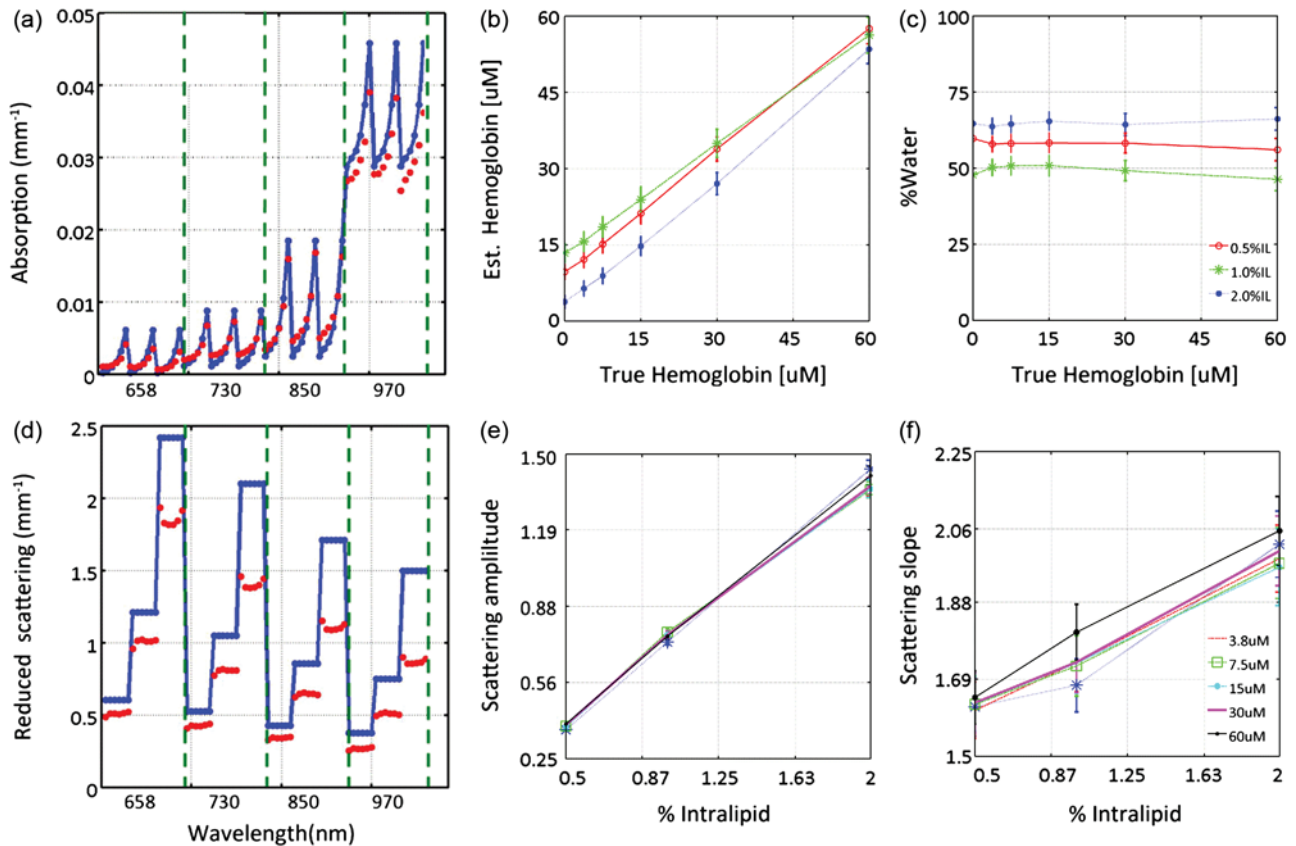 (a)
0.05
0.04
0.03
0.02
0.01
0
Absorption (mm⁻¹)
658 730 850 970
(b)
60
45
30
15
0
Est. Hemoglobin [uM]
0 15 30 45 60
True Hemoglobin [uM]
(c)
100
75
50
25
0
%Water
0.5%IL
1.0%IL
2.0%IL
0 15 30 45 60
True Hemoglobin [uM]
(d)
2.5
2
1.5
1
0.5
0
Reduced scattering (mm⁻¹)
658 730 850 970
Wavelength(nm)
(e)
1.50
1.19
0.88
0.56
0.25
Scattering ampliltude
0.5 0.87 1.25 1.63 2
% Intralipid
(f)
2.25
2.06
1.88
1.69
1.5
Scattering slope
3.8uM
7.5uM
15uM
30uM
60uM
0.5 0.87 1.25 1.63 2
% Intralipid